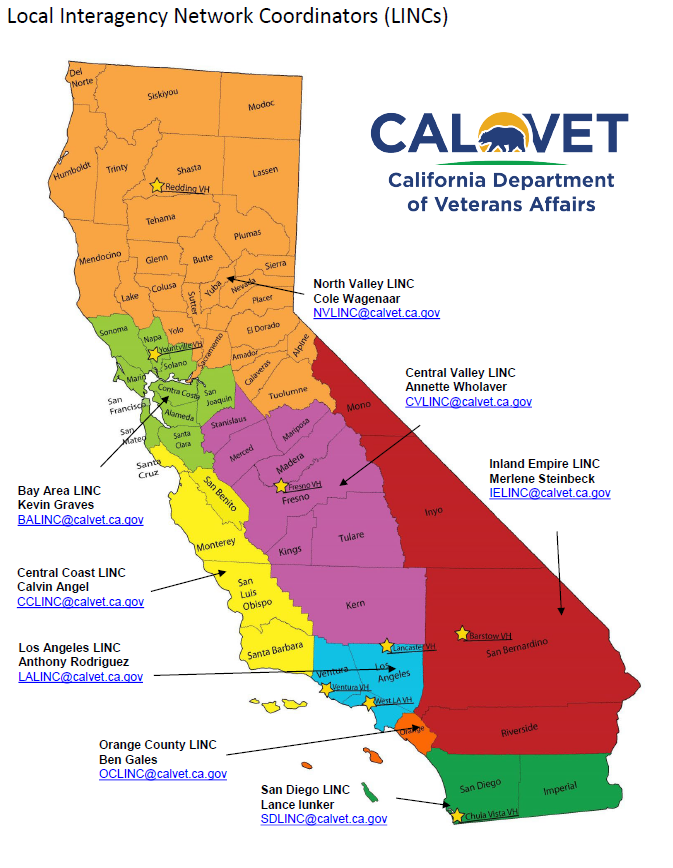 Local Interagency Network Coordinators (LINCs)
CAL VET
California Department
of Veterans Affairs
Del
Norte
Siskiyou
Modoc
Humboldt
Trinty
Shasta
Lassen
Redding VH
Tehama
Plumas
Mendocino
Glenn
Butte
Sierra
Lake
Colusa
Sutter
Yuba
Nevada
Placer
North Valley LINC
Cole Wagenaar
NVLINC@calvet.ca.gov
Sonoma
Napa
Yolo
El Dorado
Yountville VH
Sacramento
Amador
Alpine
Solano
Marin
Calaveras
Contra Costa
San
Joaquin
Tuolumne
San
Francisco
Alameda
Mono
Central Valley LINC
Annette Wholaver
CVLINC@calvet.ca.gov
San
Mateo
Santa
Clara
Stanislaus
Mariposa
Santa
Cruz
Merced
Madera
Inland Empire LINC
Merlene Steinbeck
IELINC@calvet.ca.gov
Bay Area LINC
Kevin Graves
BALINC@calvet.ca.gov
San Benito
Fresno VH
Fresno
Inyo
Monterey
Kings
Tulare
Central Coast LINC
Calvin Angel
CCLINC@calvet.ca.gov
San
Luis
Obispo
Kern
Los Angeles LINC
Anthony Rodriguez
LALINC@calvet.ca.gov
Santa Barbara
Lancaster VH
Barstow VH
San Bernardino
Ventura
Los
Angeles
Ventura VH
West LA VH
Orange
Riverside
Orange County LINC
Ben Gales
OCLINC@calvet.ca.gov
San Diego LINC
Lance Iunker
SDLINC@calvet.ca.gov
San Diego
Imperial
Chula Vista VH